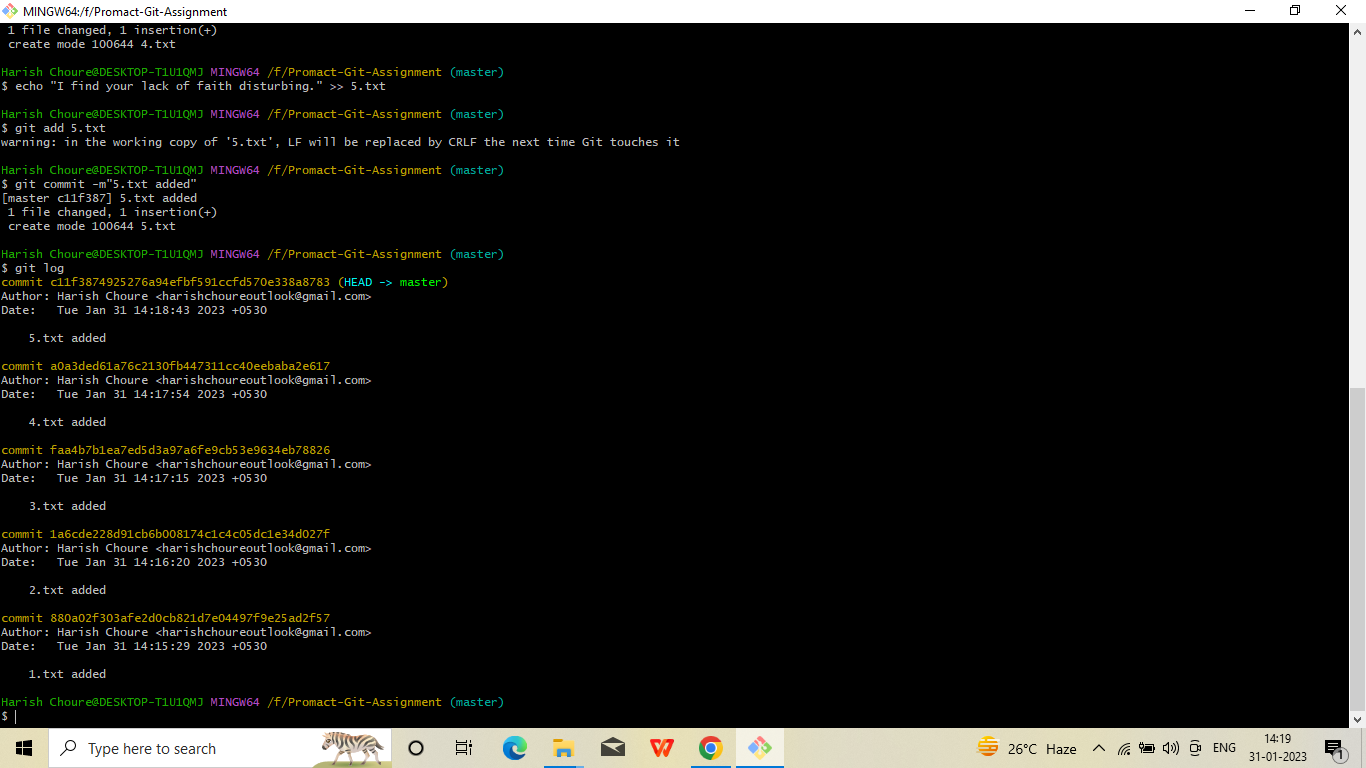 MINGW64:/f/Promact-Git-Assignment
 1 file changed, 1 insertion(+)
 create mode 100644 4.txt
Harish Choure@DESKTOP-T1U1QMJ MINGW64 /f/Promact-Git-Assignment (master)
$ echo "I find your lack of faith disturbing." >> 5.txt
Harish Choure@DESKTOP-T1U1QMJ MINGW64 /f/Promact-Git-Assignment (master)
$ git add 5.txt
warning: in the working copy of '5.txt', LF will be replaced by CRLF the next time Git touches it
Harish Choure@DESKTOP-T1U1QMJ MINGW64 /f/Promact-Git-Assignment (master)
$ git commit -m"5.txt added"
[master c11f387] 5.txt added
 1 file changed, 1 insertion(+)
 create mode 100644 5.txt
Harish Choure@DESKTOP-T1U1QMJ MINGW64 /f/Promact-Git-Assignment (master)
$ git log
commit c11f3874925276a94efbf591ccfd570e338a8783 (HEAD -> master)
Author: Harish Choure <harishchoureoutlook@gmail.com>
Date:   Tue Jan 31 14:18:43 2023 +0530
    5.txt added
commit a0a3ded61a76c2130fb447311cc40eebaba2e617
Author: Harish Choure <harishchoureoutlook@gmail.com>
Date:   Tue Jan 31 14:17:54 2023 +0530
    4.txt added
commit faa4b7b1ea7ed5d3a97a6fe9cb53e9634eb78826
Author: Harish Choure <harishchoureoutlook@gmail.com>
Date:   Tue Jan 31 14:17:15 2023 +0530
    3.txt added
commit 1a6cde228d91cb6b008174c1c4c05dc1e34d027f
Author: Harish Choure <harishchoureoutlook@gmail.com>
Date:   Tue Jan 31 14:16:20 2023 +0530
    2.txt added
commit 880a02f303afe2d0cb821d7e04497f9e25ad2f57
Author: Harish Choure <harishchoureoutlook@gmail.com>
Date:   Tue Jan 31 14:15:29 2023 +0530
    1.txt added
Harish Choure@DESKTOP-T1U1QMJ MINGW64 /f/Promact-Git-Assignment (master)
$
Type here to search
26°C Haze
ENG
14:19
31-01-2023
1